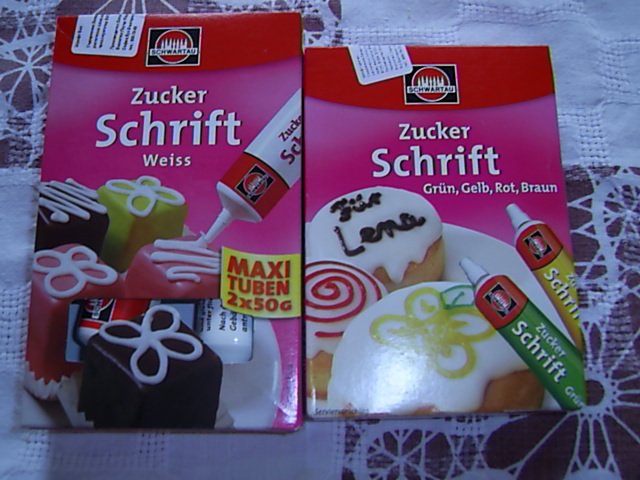 SCHWARTAU
Zucker
Schrift
Weiss
MAXI
TUBEN
2x50G
SCHWARTAU
Zucker
Schrift
Grün, Gelb, Rot, Braun
Für
Lena
Zucker
Schrift